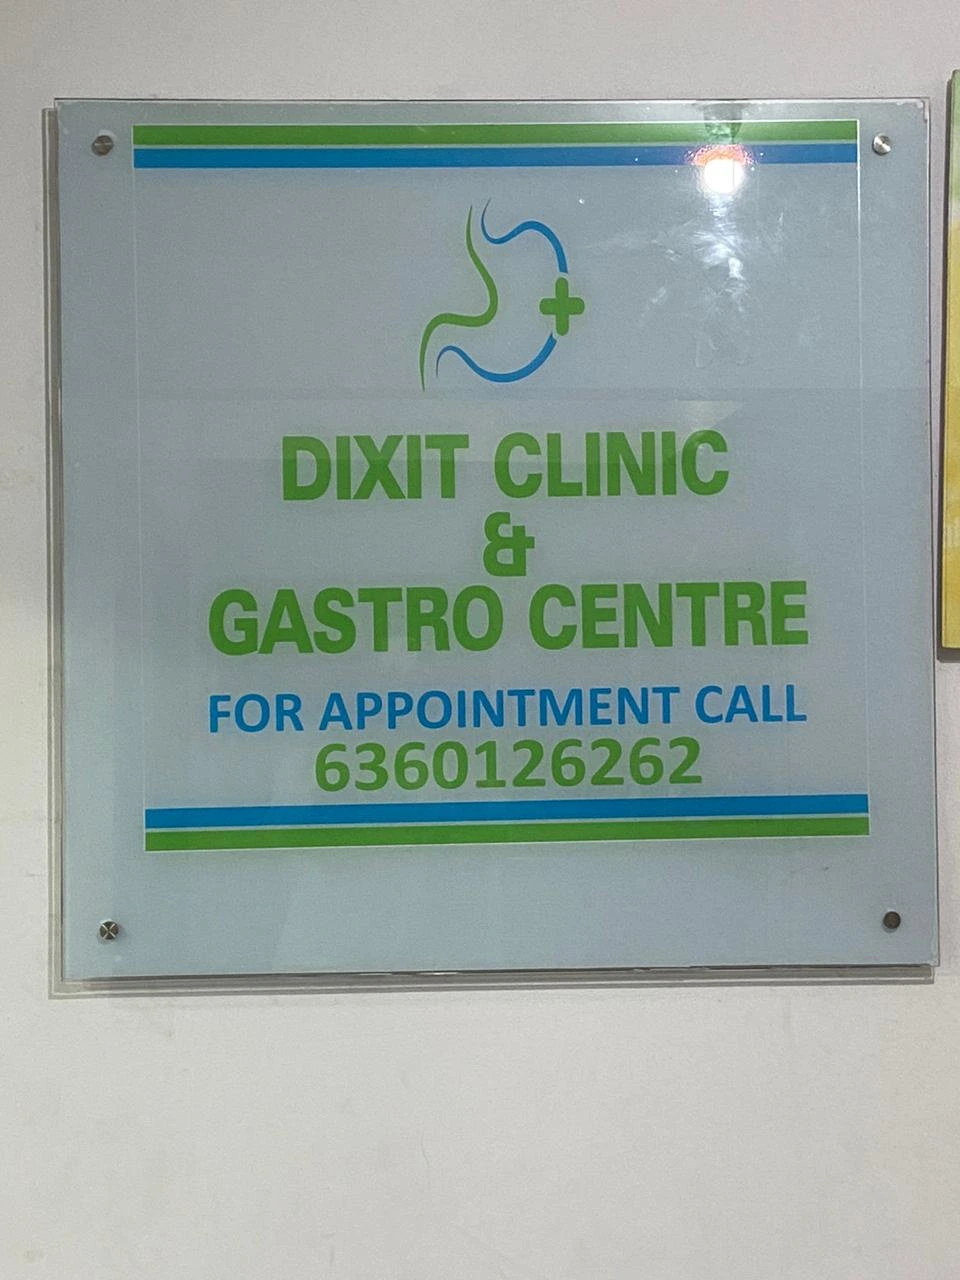 DIXIT CLINIC
&
GASTRO CENTRE
FOR APPOINTMENT CALL
6360126262